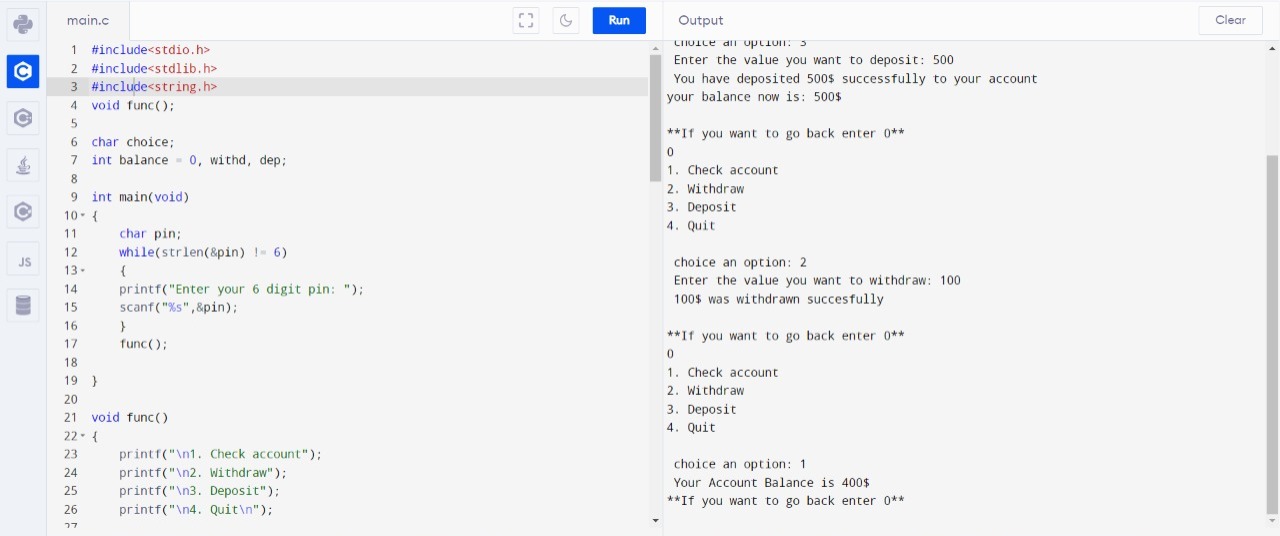 main.c
Run
Output
Clear
JS
1 #include<stdio.h>
2 #include<stdlib.h>
3 #include<string.h>
4 void func();
5
6 char choice;
7 int balance = 0, withd, dep;
8
9 int main(void)
10 {
11 char pin;
12 while(strlen(&pin) != 6)
13 {
14 printf("Enter your 6 digit pin: ");
15 scanf("%s",&pin);
16 }
17 func();
18
19 }
20
21 void func()
22 {
23 printf("\n1. Check account");
24 printf("\n2. Withdraw");
25 printf("\n3. Deposit");
26 printf("\n4. Quit\n");
27
choice an option: 3
Enter the value you want to deposit: 500
You have deposited 500$ successfully to your account
your balance now is: 500$
**If you want to go back enter 0**
0
1. Check account
2. Withdraw
3. Deposit
4. Quit
choice an option: 2
Enter the value you want to withdraw: 100
100$ was withdrawn succesfully
**If you want to go back enter 0**
0
1. Check account
2. Withdraw
3. Deposit
4. Quit
choice an option: 1
Your Account Balance is 400$
**If you want to go back enter 0**